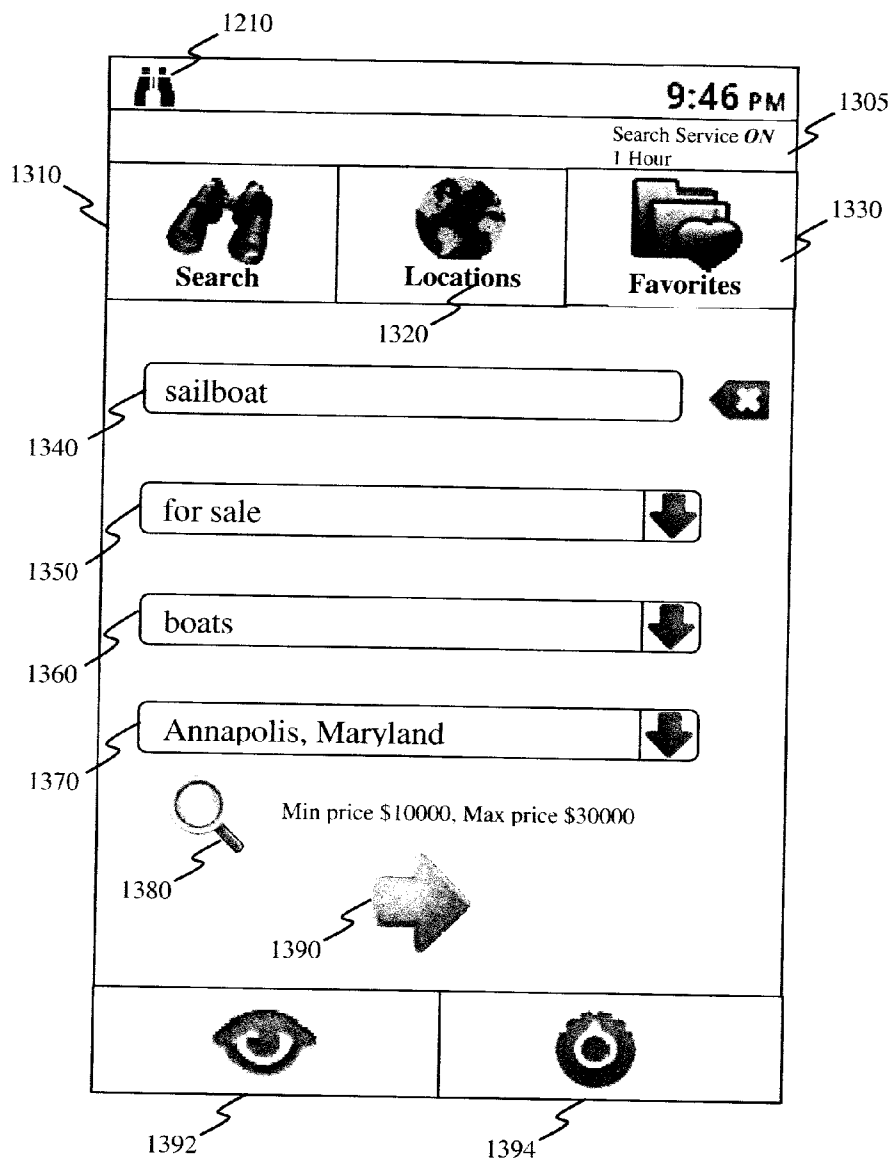 1210
9:46 PM
1305
Search Service ON
1 Hour
1310
1330
Search
Locations
Favorites
1320
sailboat
1340
for sale
1350
boats
1360
Annapolis, Maryland
1370
Min price $10000, Max price $30000
1380
1390
1392
1394